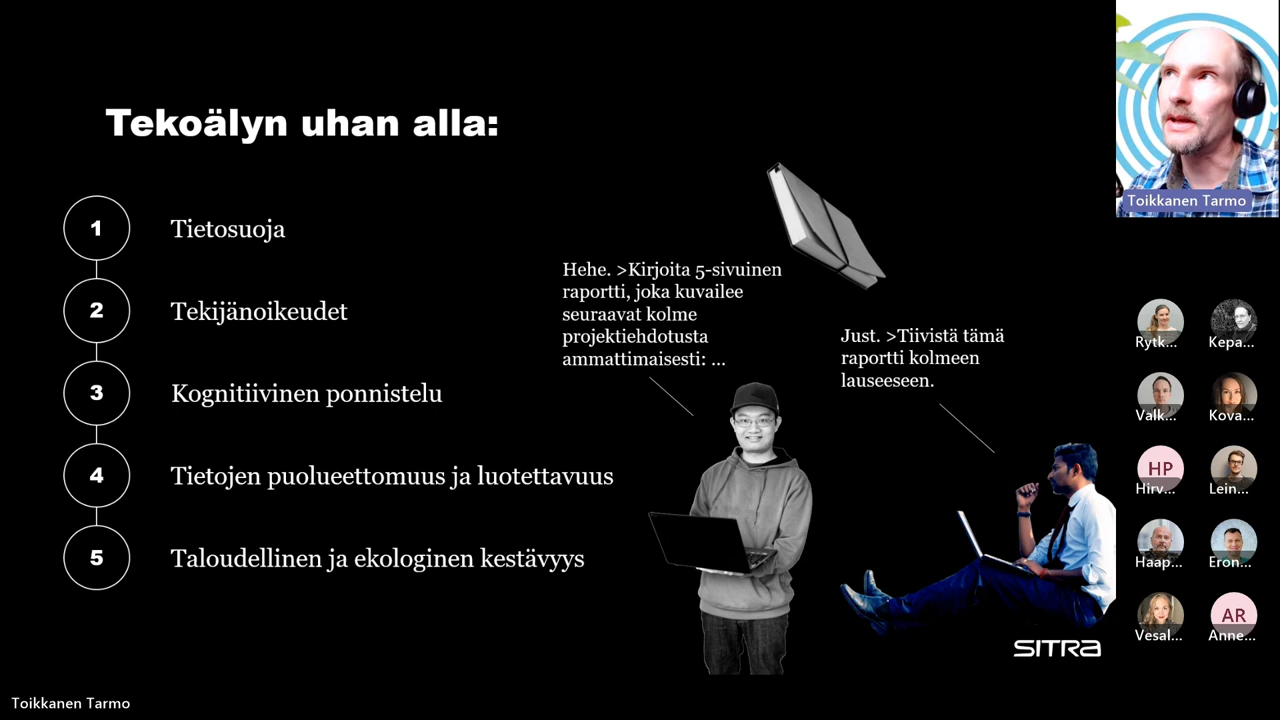 Tekoälyn uhan alla:
1
Tietosuoja
2
Tekijänoikeudet
3
Kognitiivinen ponnistelu
4
Tietojen puolueettomuus ja luotettavuus
5
Taloudellinen ja ekologinen kestävyys
Hehe. >Kirjoita 5-sivuinen
raportti, joka kuvailee
seuraavat kolme
projektiehdotusta
ammattimaisesti: ...
Just. >Tiivistä tämä
raportti kolmeen
lauseeseen.
SITRA
Toikkanen Tarmo
Rytk...
Kepa...
Valk...
Kova...
HP
Hirv...
Lein...
Haap...
Eron...
Vesal...
AR
Anne...
Toikkanen Tarmo